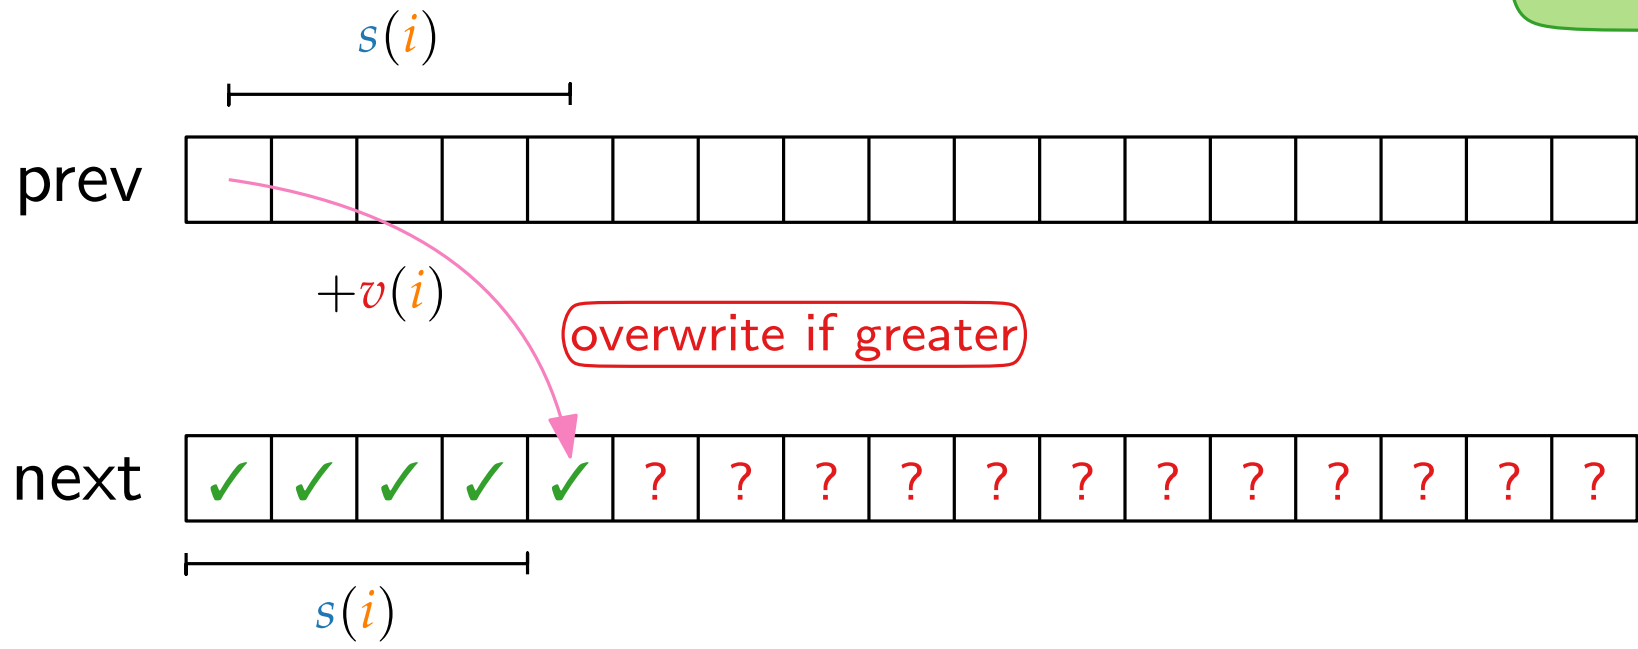 s(i)
prev
+v(i)
overwrite if greater
next ✓ ✓ ✓ ✓ ✓ ? ? ? ? ? ? ? ? ? ? ? ?
s(i)